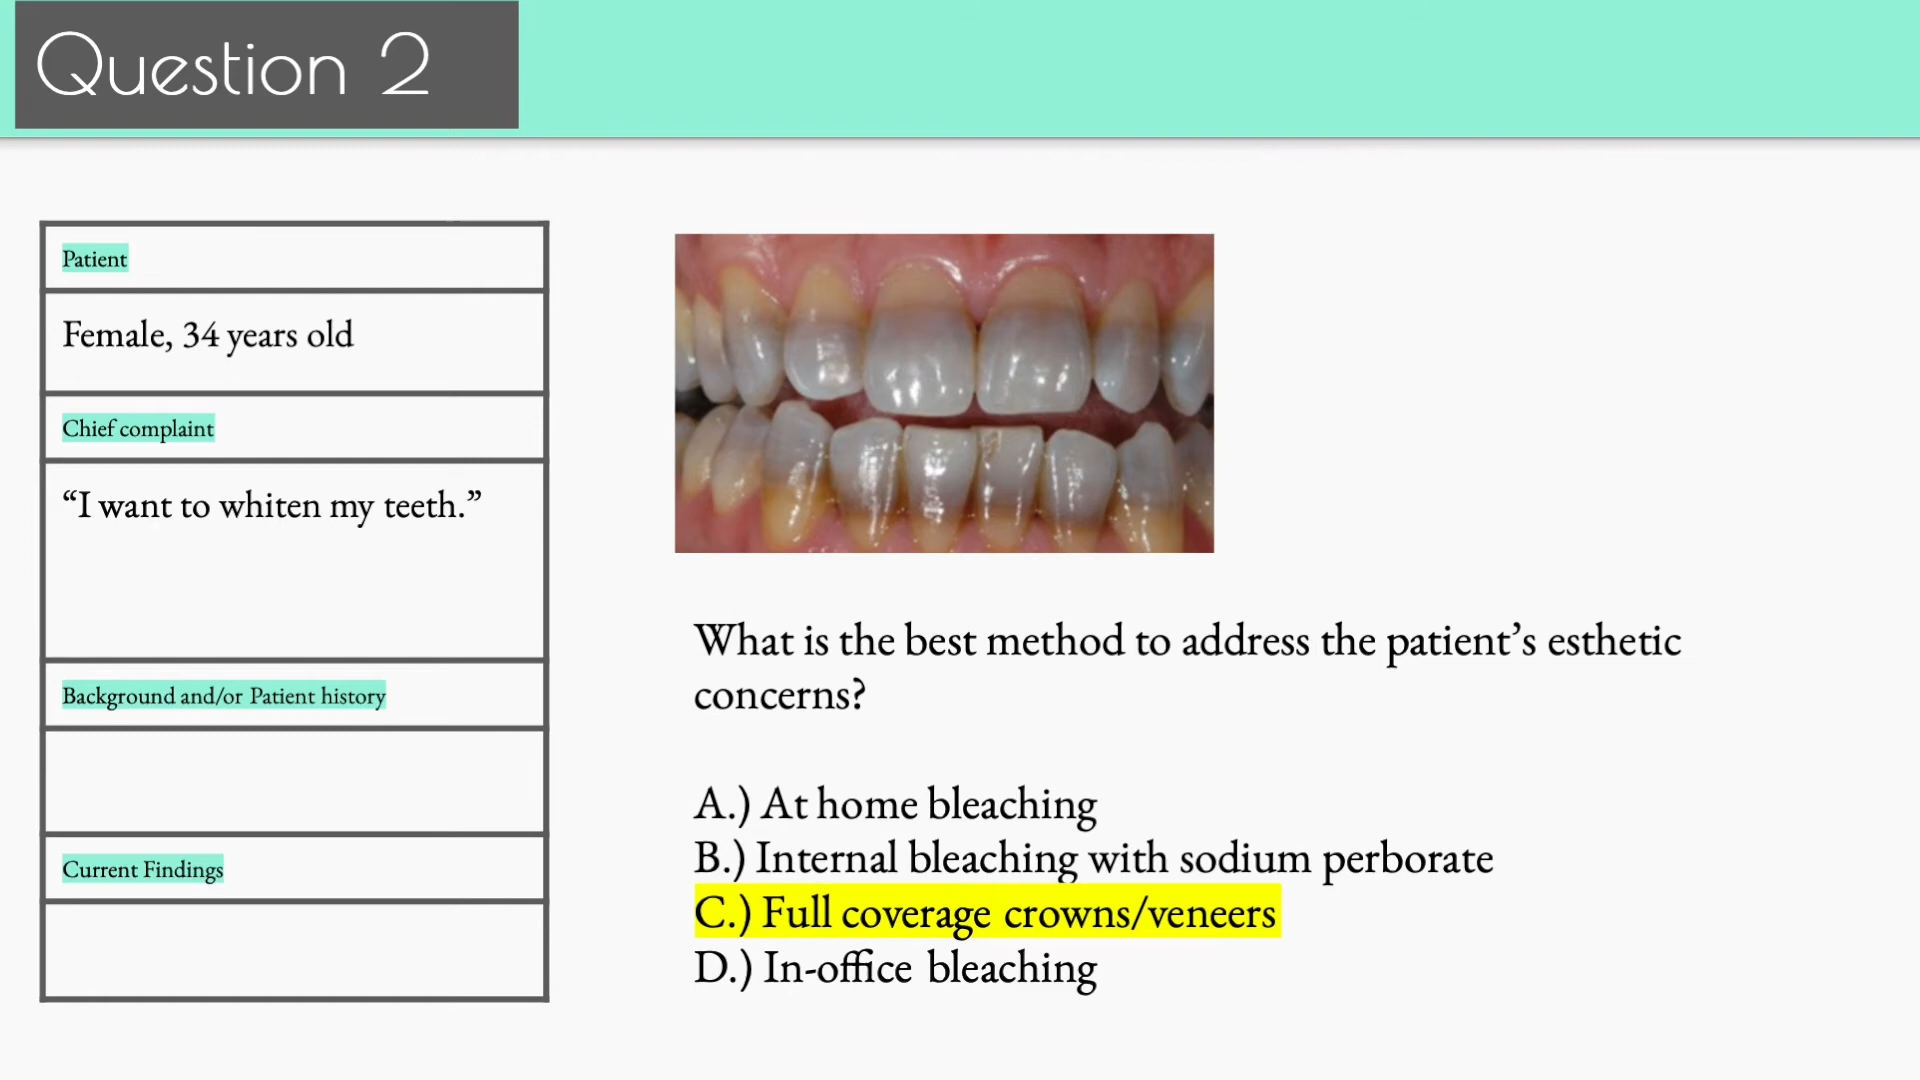 Question 2
Patient
Female, 34 years old
Chief complaint
“I want to whiten my teeth.”
Background and/or Patient history
Current Findings
What is the best method to address the patient’s esthetic
concerns?
A.) At home bleaching
B.) Internal bleaching with sodium perborate
C.) Full coverage crowns/veneers
D.) In-office bleaching